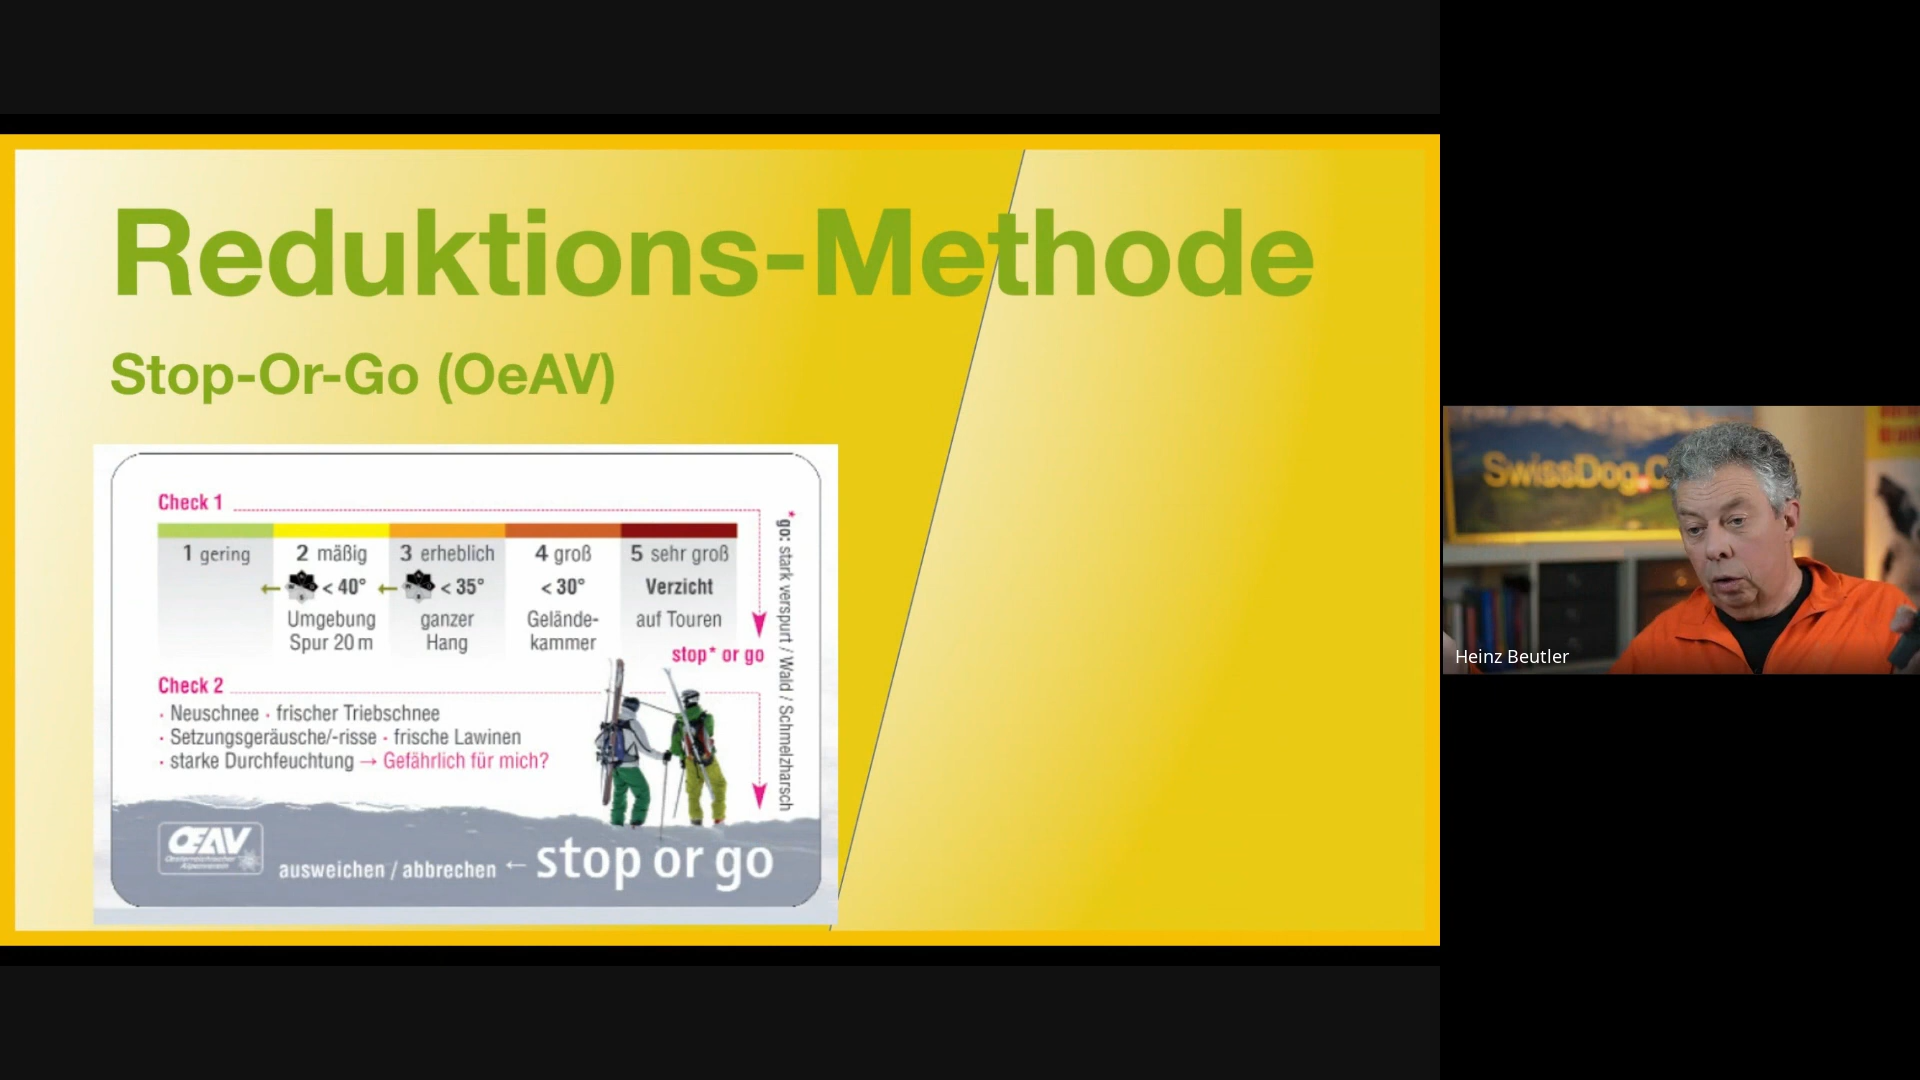 Reduktions-Methode
Stop-Or-Go (OeAV)
Check 1
1 gering
2 mäßig
3 erheblich
4 groß
5 sehr groß
< 40°
< 35°
< 30°
Verzicht
Umgebung
Spur 20 m
ganzer
Hang
Gelände-
kammer
auf Touren
stop* or go
* go: stark verspurt / Wald / Schmelzharsch
Check 2
· Neuschnee · frischer Triebschnee
· Setzungsgeräusche/-risse · frische Lawinen
· starke Durchfeuchtung → Gefährlich für mich?
OEAV
Oesterreichischer
Alpenverein
ausweichen / abbrechen ← stop or go
SwissDog.C
Heinz Beutler